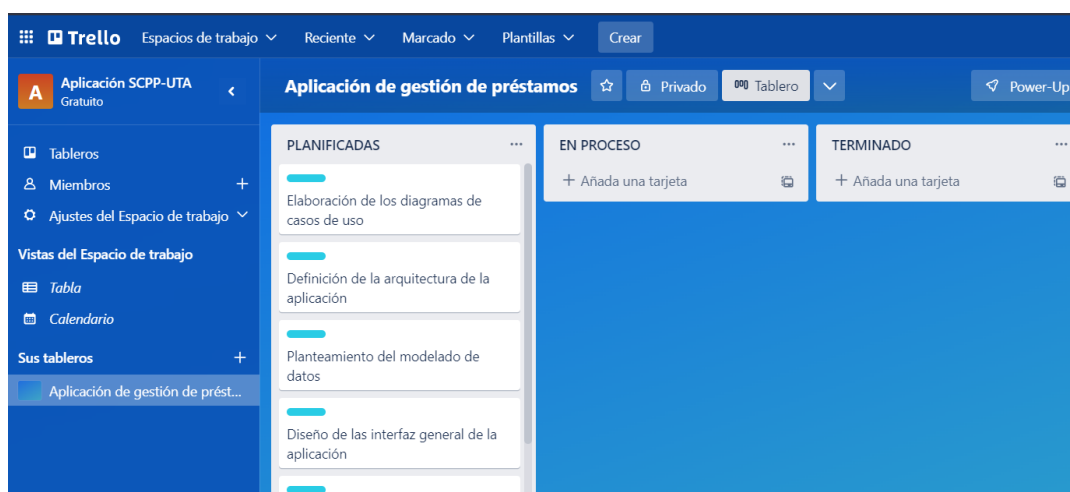 Trello
Espacios de trabajo
Reciente
Marcado
Plantillas
Crear
A
Aplicación SCPP-UTA
Gratuito
Tableros
Miembros
Ajustes del Espacio de trabajo
Vistas del Espacio de trabajo
Tabla
Calendario
Sus tableros
Aplicación de gestión de prést...
Aplicación de gestión de préstamos
Privado
Tablero
Power-Up
PLANIFICADAS
Elaboración de los diagramas de
casos de uso
Definición de la arquitectura de la
aplicación
Planteamiento del modelado de
datos
Diseño de las interfaz general de la
aplicación
EN PROCESO
+ Añada una tarjeta
TERMINADO
+ Añada una tarjeta